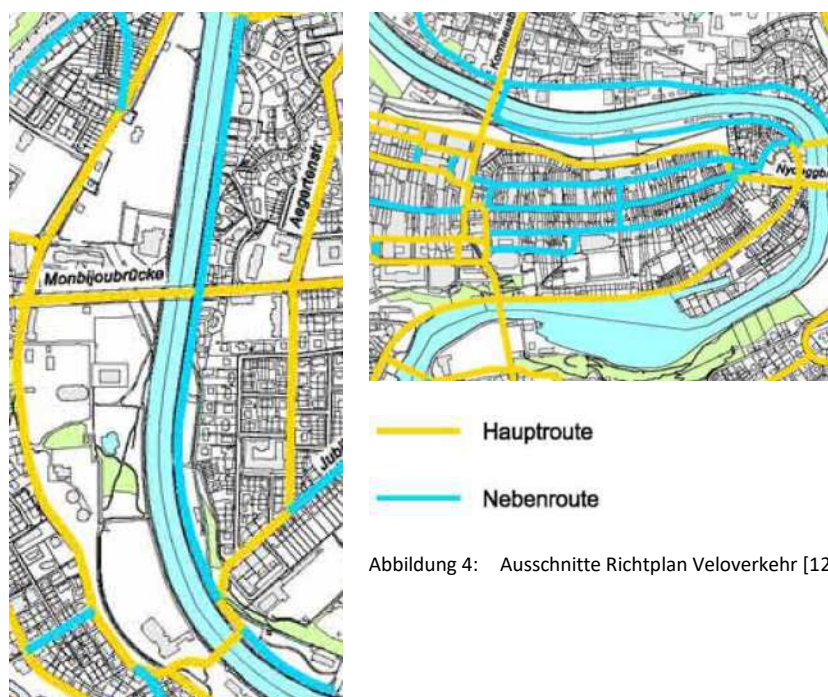 Monbijoubrücke
Aegertenstr
Hauptroute
Nebenroute
Abbildung 4: Ausschnitte Richtplan Veloverkehr [12